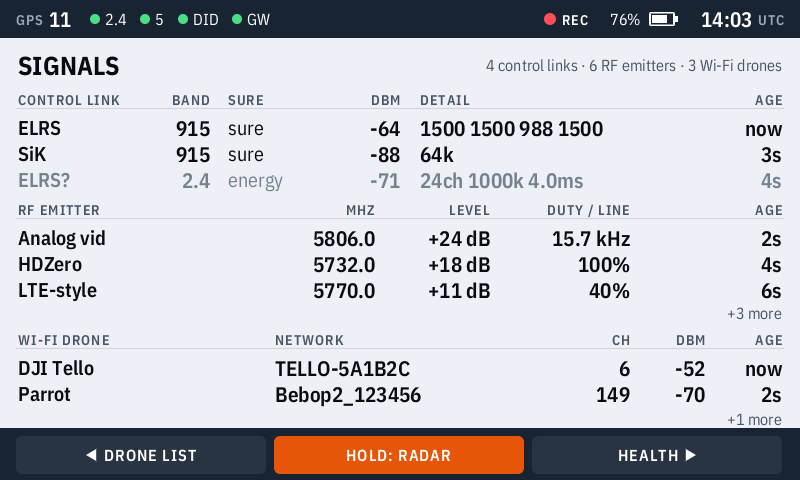 GPS 11 2.4 5 DID GW REC 76% 14:03 UTC
SIGNALS 4 control links · 6 RF emitters · 3 Wi-Fi drones
CONTROL LINK BAND SURE DBM DETAIL AGE
ELRS 915 sure -64 1500 1500 988 1500 now
SiK 915 sure -88 64k 3s
ELRS? 2.4 energy -71 24ch 1000k 4.0ms 4s
RF EMITTER MHZ LEVEL DUTY / LINE AGE
Analog vid 5806.0 +24 dB 15.7 kHz 2s
HDZero 5732.0 +18 dB 100% 4s
LTE-style 5770.0 +11 dB 40% 6s
+3 more
WI-FI DRONE NETWORK CH DBM AGE
DJI Tello TELLO-5A1B2C 6 -52 now
Parrot Bebop2_123456 149 -70 2s
+1 more
◀ DRONE LIST HOLD: RADAR HEALTH ▶